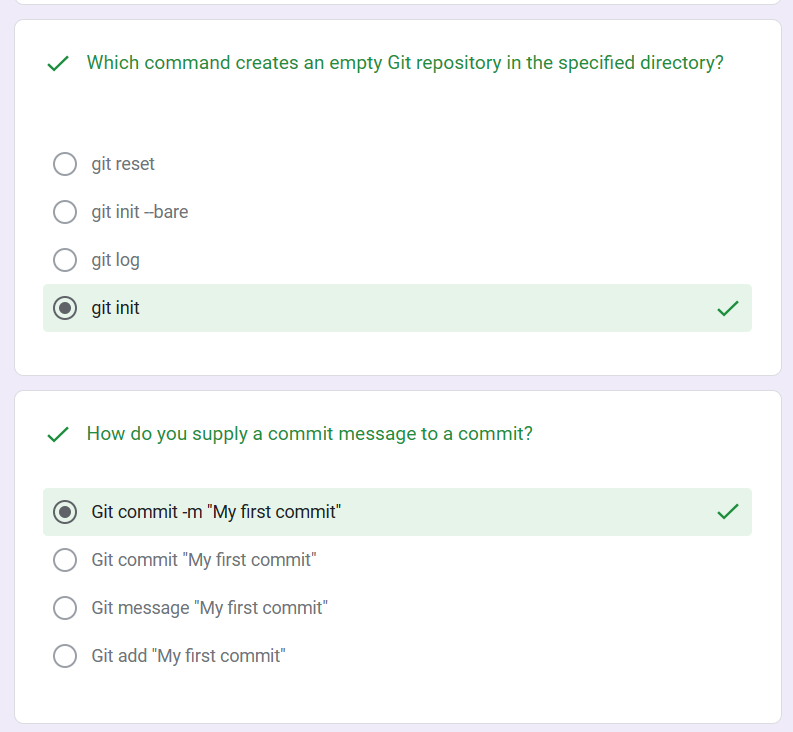 Which command creates an empty Git repository in the specified directory?
git reset
git init --bare
git log
git init
How do you supply a commit message to a commit?
Git commit -m "My first commit"
Git commit "My first commit"
Git message "My first commit"
Git add "My first commit"